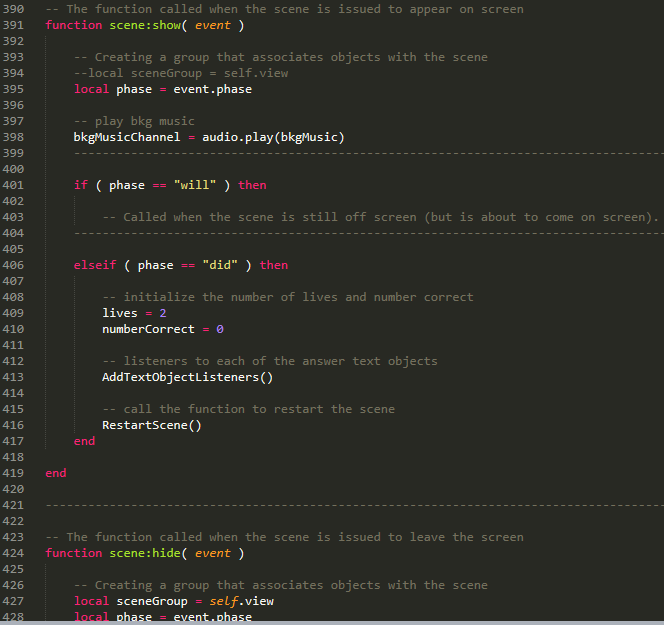 390 -- The function called when the scene is issued to appear on screen
391 function scene:show( event )
392
393 -- Creating a group that associates objects with the scene
394 --local sceneGroup = self.view
395 local phase = event.phase
396
397 -- play bkg music
398 bkgMusicChannel = audio.play(bkgMusic)
399 -----------------------------------------------------------------------------------------
400
401 if ( phase == "will" ) then
402
403 -- Called when the scene is still off screen (but is about to come on screen).
404 -----------------------------------------------------------------------------------------
405
406 elseif ( phase == "did" ) then
407
408 -- initialize the number of lives and number correct
409 lives = 2
410 numberCorrect = 0
411
412 -- listeners to each of the answer text objects
413 AddTextObjectListeners()
414
415 -- call the function to restart the scene
416 RestartScene()
417 end
418
419 end
420
421 -----------------------------------------------------------------------------------------
422
423 -- The function called when the scene is issued to leave the screen
424 function scene:hide( event )
425
426 -- Creating a group that associates objects with the scene
427 local sceneGroup = self.view
428 local phase = event.phase